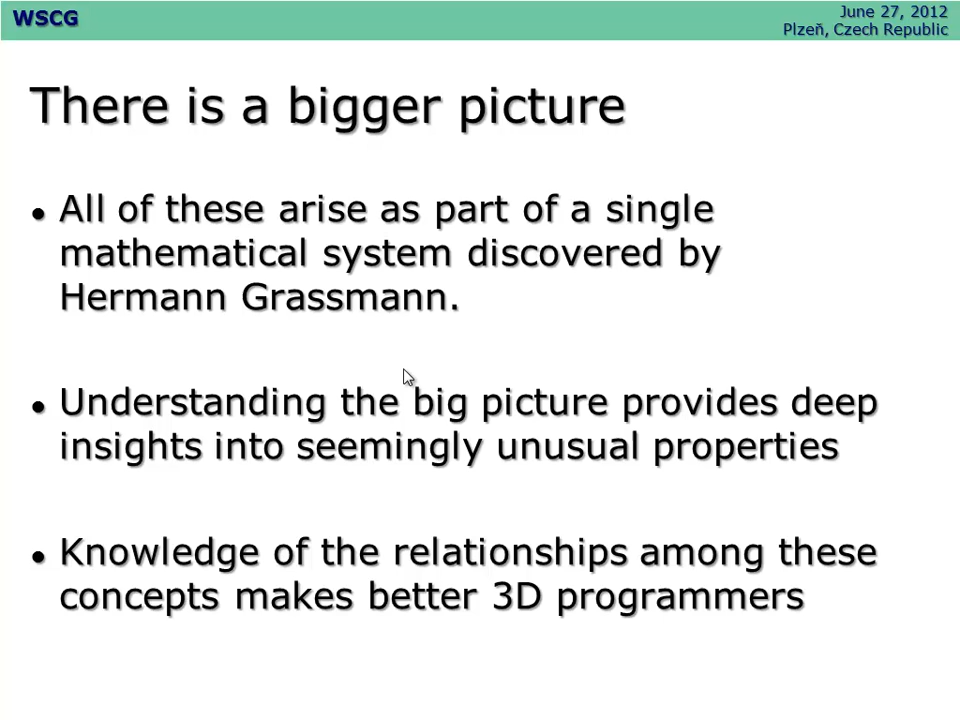 WSCG
June 27, 2012
Plzeň, Czech Republic
There is a bigger picture
• All of these arise as part of a single
mathematical system discovered by
Hermann Grassmann.
• Understanding the big picture provides deep
insights into seemingly unusual properties
• Knowledge of the relationships among these
concepts makes better 3D programmers